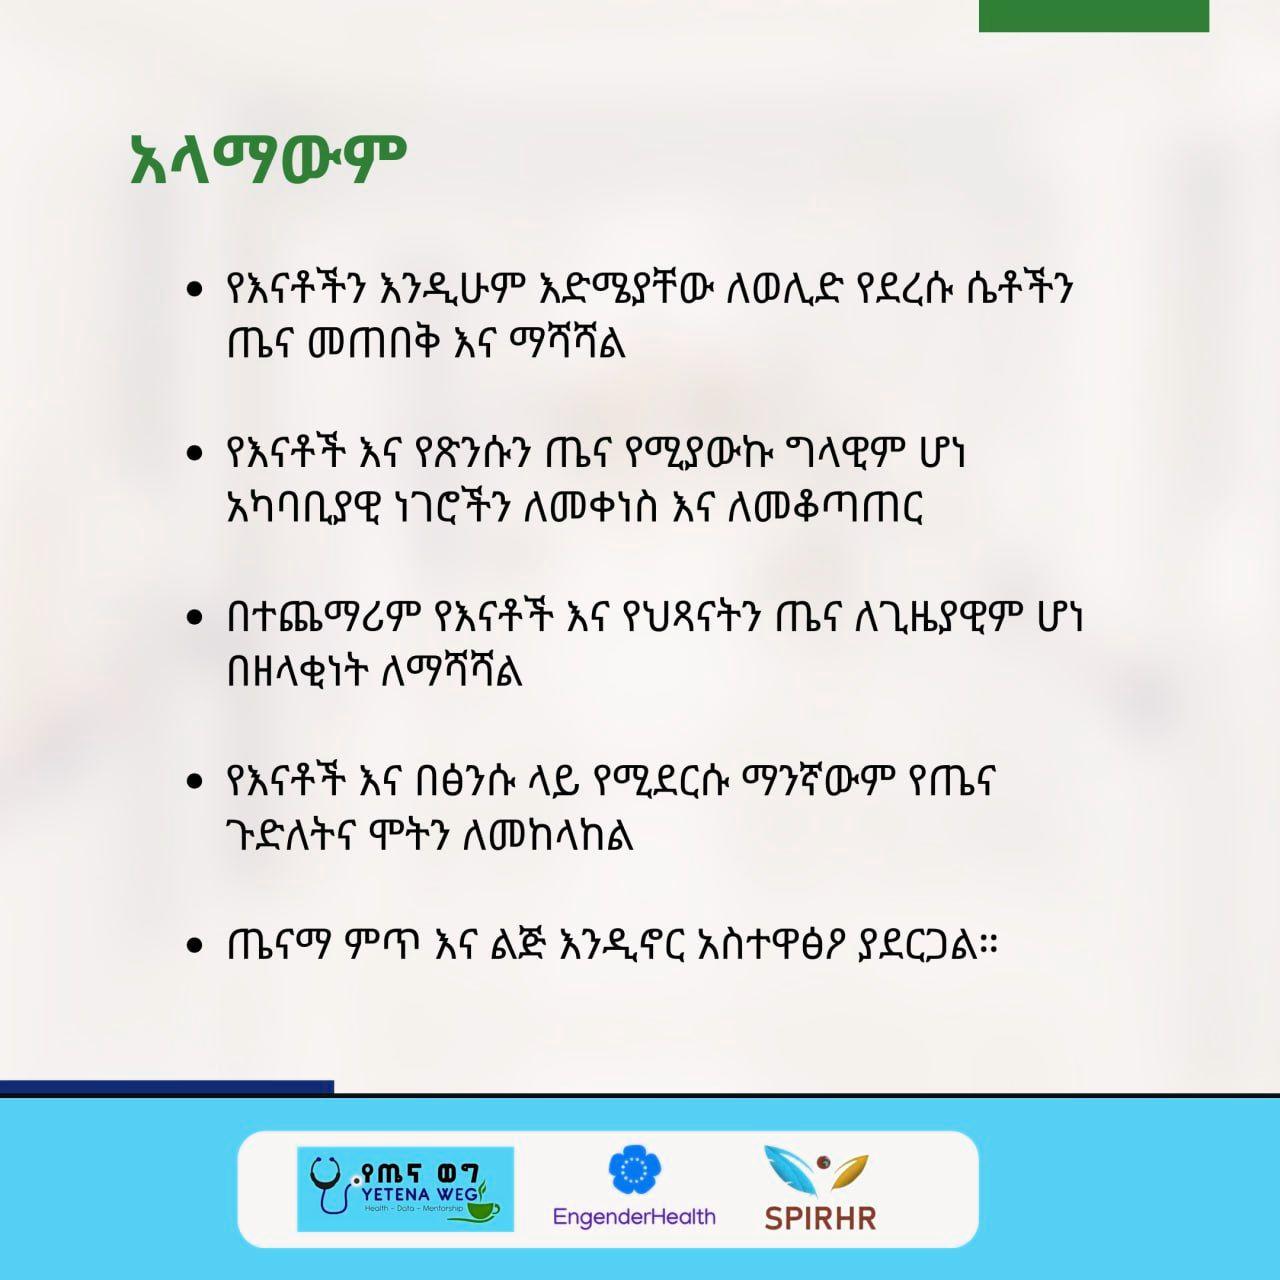 አላማውም
• የእናቶችን እንዲሁም እድሜያቸው ለወሊድ የደረሱ ሴቶችን
ጤና መጠበቅ እና ማሻሻል
• የእናቶች እና የጽንሱን ጤና የሚያውኩ ግላዊም ሆነ
አካባቢያዊ ነገሮችን ለመቀነስ እና ለመቆጣጠር
• በተጨማሪም የእናቶች እና የህጻናትን ጤና ለጊዜያዊም ሆነ
በዘላቂነት ለማሻሻል
• የእናቶች እና በፅንሱ ላይ የሚደርሱ ማንኛውም የጤና
ጉድለትና ሞትን ለመከላከል
• ጤናማ ምጥ እና ልጅ እንዲኖር አስተዋፅዖ ያደርጋል።
የጤና ወግ
YETENA WEG
Health - Data - Mentorship
EngenderHealth
SPIRHR